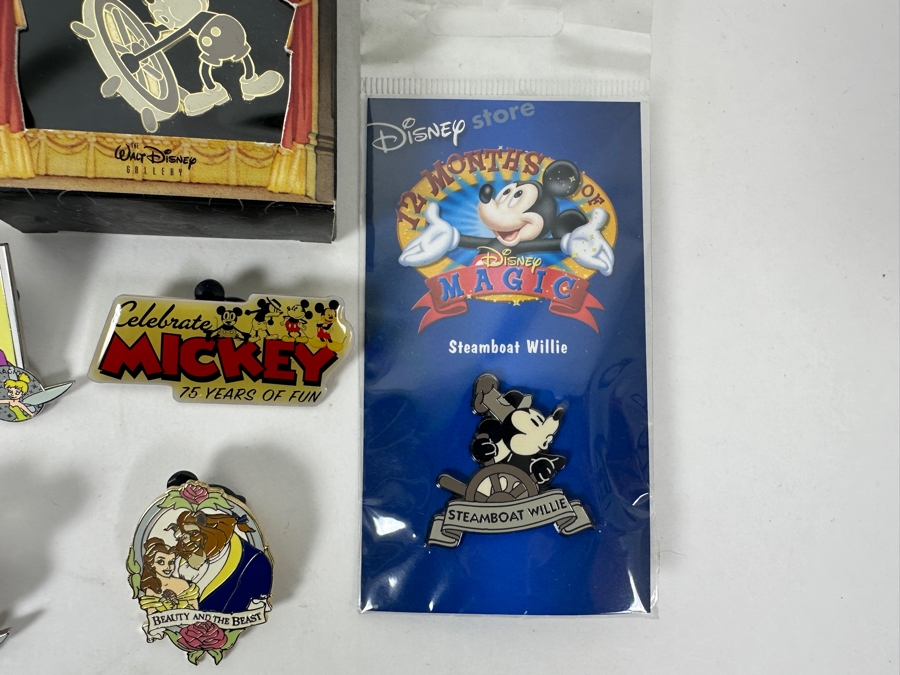 THE
WALT DISNEY
GALLERY
DISNEY store
12 MONTHS OF
DISNEY
MAGIC
Steamboat Willie
STEAMBOAT WILLIE
Celebrate
MICKEY
75 YEARS OF FUN
BEAUTY AND THE BEAST